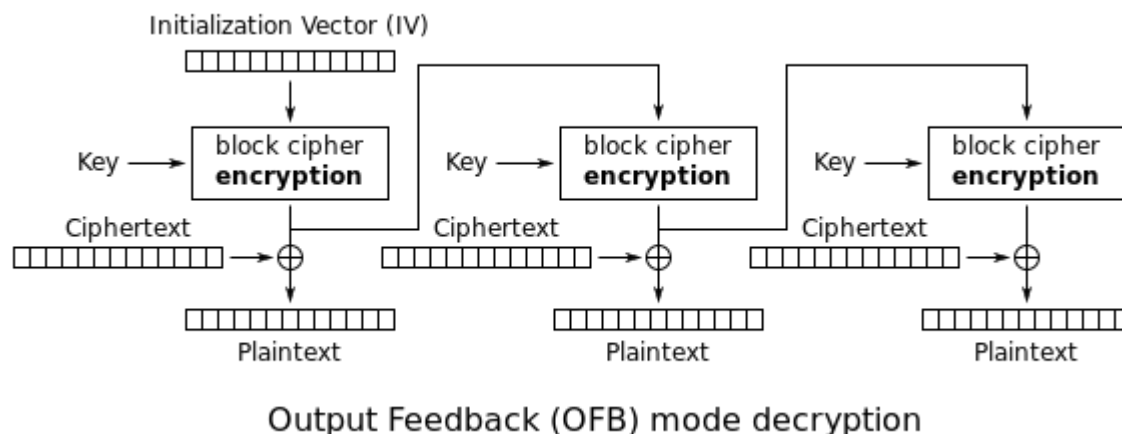 Initialization Vector (IV)
Key
block cipher
encryption
Key
block cipher
encryption
Key
block cipher
encryption
Ciphertext
Ciphertext
Ciphertext
Plaintext
Plaintext
Plaintext
Output Feedback (OFB) mode decryption